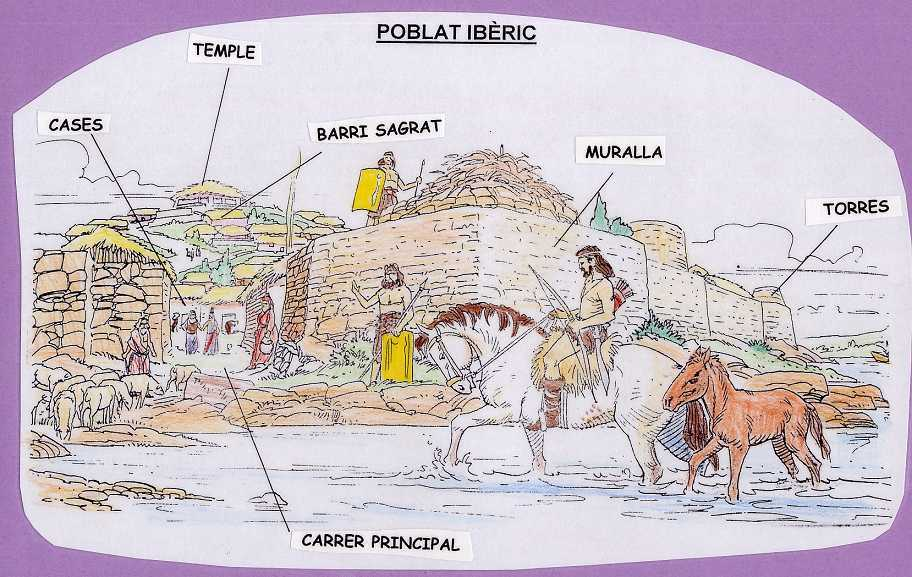 POBLAT IBÈRIC
TEMPLE
CASES
BARRI SAGRAT
MURALLA
TORRES
CARRER PRINCIPAL